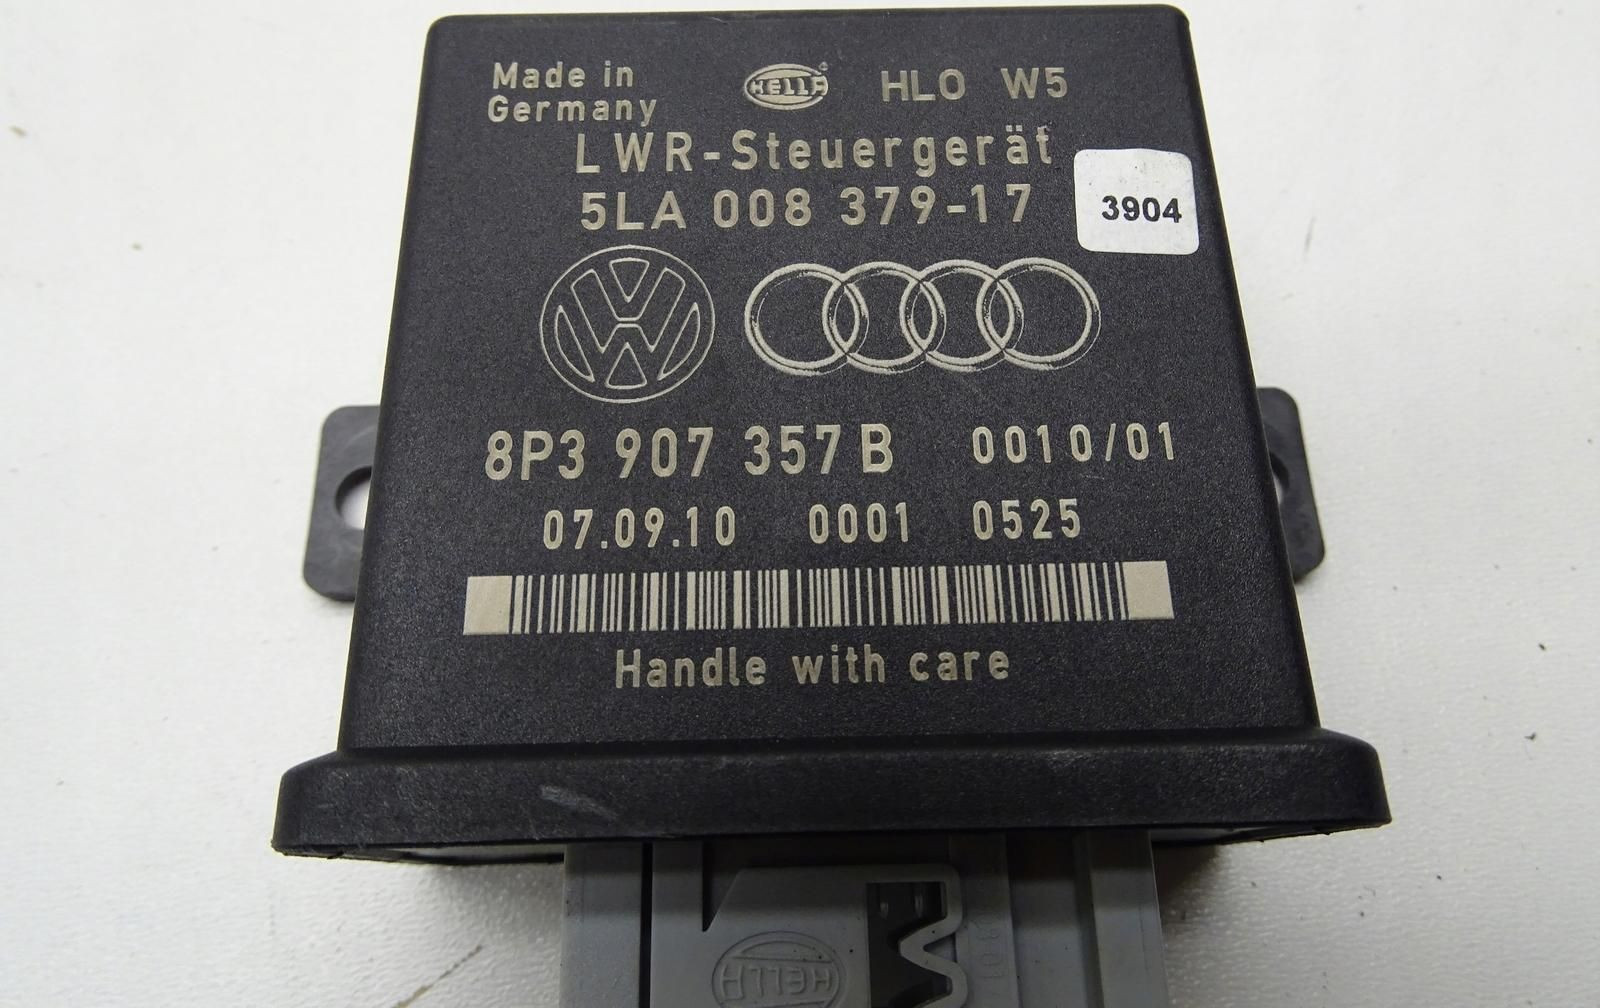 Made in
Germany
HELLA HLO W5
LWR-Steuergerät
5LA 008 379-17
3904
8P3 907 357 B 0010/01
07.09.10 0001 0525
Handle with care
HELLA